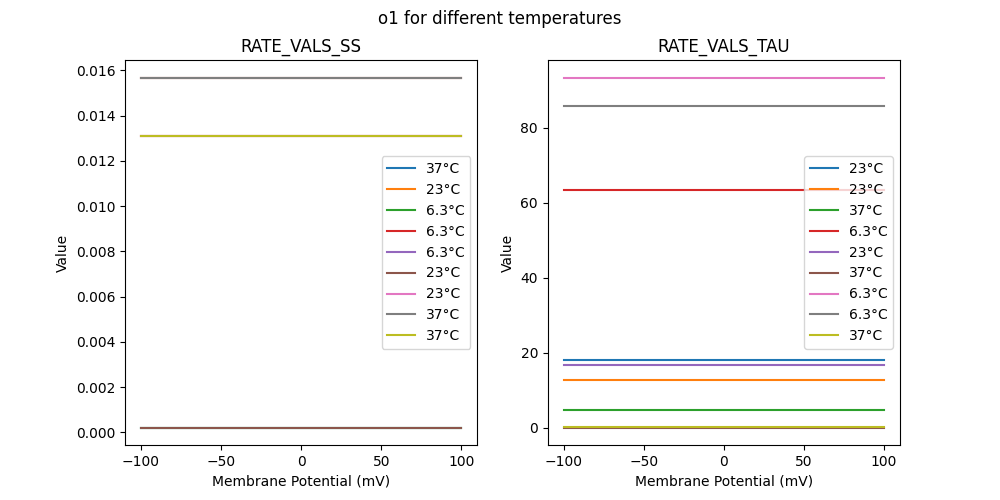 o1 for different temperatures
RATE_VALS_SS
0.016
0.014
0.012
0.010
0.008
0.006
0.004
0.002
0.000
Value
37°C
23°C
6.3°C
6.3°C
6.3°C
23°C
23°C
37°C
37°C
−100 −50 0 50 100
Membrane Potential (mV)
RATE_VALS_TAU
80
60
40
20
0
Value
23°C
23°C
37°C
6.3°C
23°C
37°C
6.3°C
6.3°C
37°C
−100 −50 0 50 100
Membrane Potential (mV)